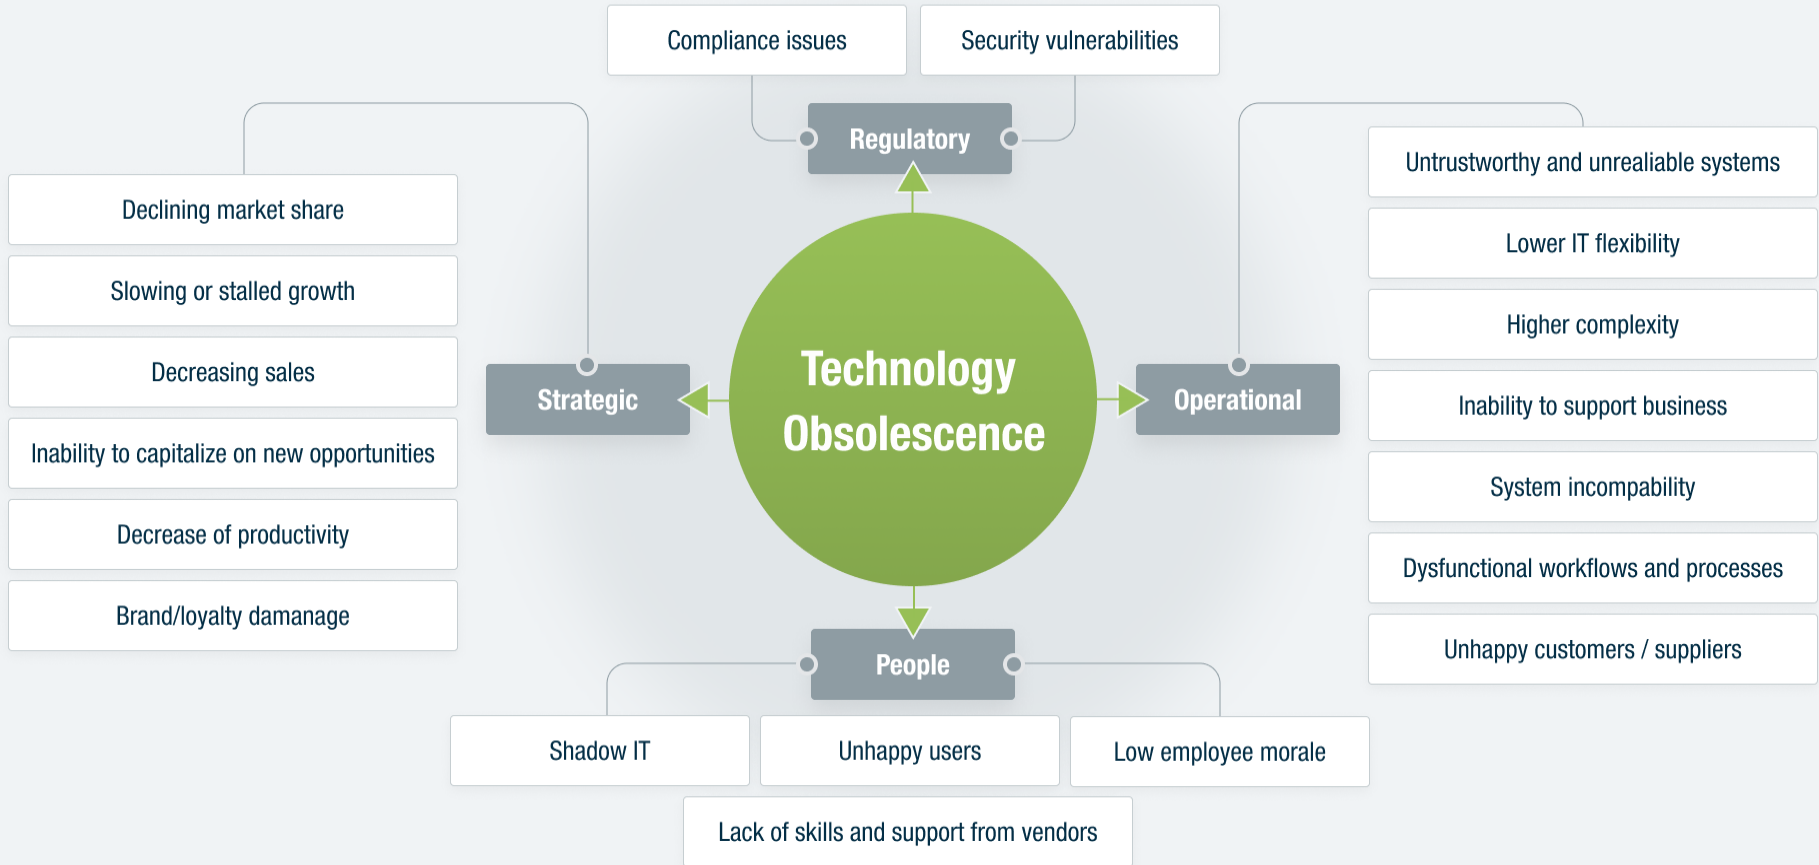 Compliance issues
Security vulnerabilities
Regulatory
Declining market share
Slowing or stalled growth
Decreasing sales
Inability to capitalize on new opportunities
Decrease of productivity
Brand/loyalty damanage
Strategic
Technology
Obsolescence
Operational
Untrustworthy and unrealiable systems
Lower IT flexibility
Higher complexity
Inability to support business
System incompability
Dysfunctional workflows and processes
Unhappy customers / suppliers
People
Shadow IT
Unhappy users
Low employee morale
Lack of skills and support from vendors